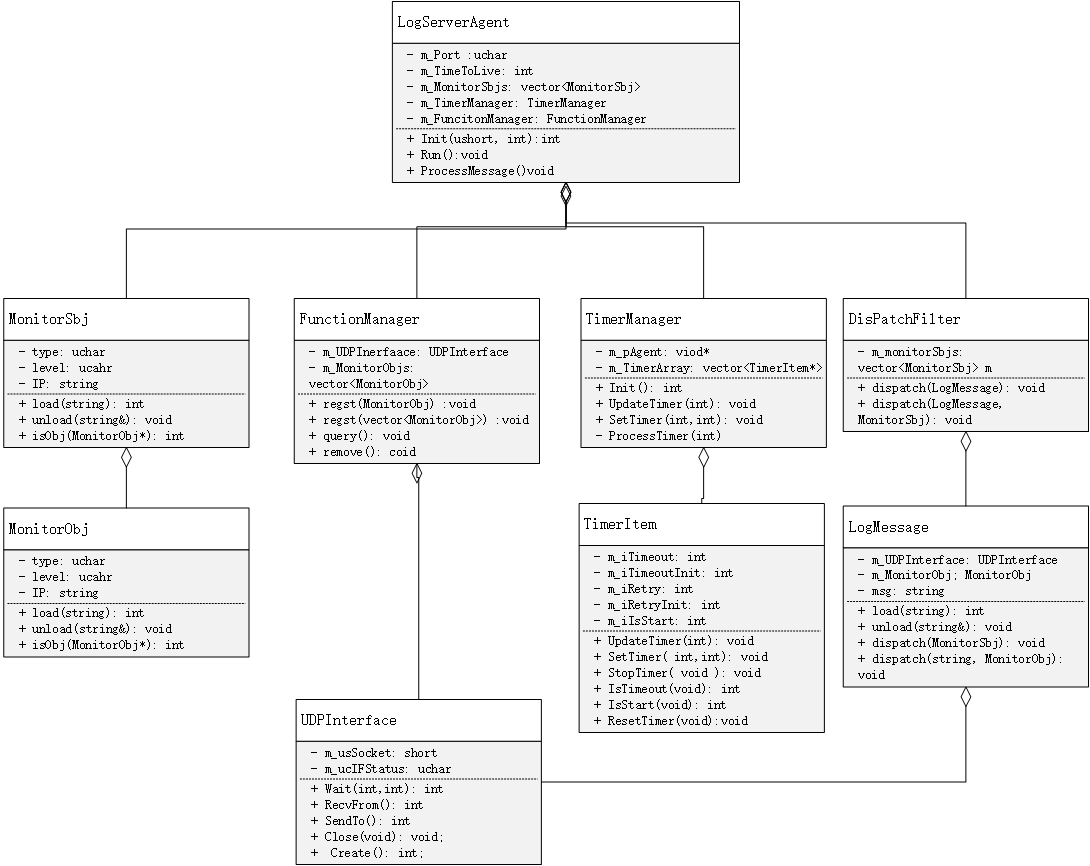 LogServerAgent
- m_Port :uchar
- m_TimeToLive: int
- m_MonitorSbjs: vector<MonitorSbj>
- m_TimerManager: TimerManager
- m_FuncitonManager: FunctionManager
+ Init(ushort, int):int
+ Run():void
+ ProcessMessage()void
MonitorSbj
- type: uchar
- level: ucahr
- IP: string
+ load(string): int
+ unload(string&): void
+ isObj(MonitorObj*): int
FunctionManager
- m_UDPInerfaace: UDPInterface
- m_MonitorObjs:
vector<MonitorObj>
+ regst(MonitorObj) :void
+ regst(vector<MonitorObj>) :void
+ query(): void
+ remove(): coid
TimerManager
- m_pAgent: viod*
- m_TimerArray: vector<TimerItem*>
+ Init(): int
+ UpdateTimer(int): void
+ SetTimer(int,int): void
- ProcessTimer(int)
DisPatchFilter
- m_monitorSbjs:
vector<MonitorSbj> m
+ dispatch(LogMessage): void
+ dispatch(LogMessage,
MonitorSbj): void
MonitorObj
- type: uchar
- level: ucahr
- IP: string
+ load(string): int
+ unload(string&): void
+ isObj(MonitorObj*): int
TimerItem
- m_iTimeout: int
- m_iTimeoutInit: int
- m_iRetry: int
- m_iRetryInit: int
- m_iIsStart: int
+ UpdateTimer(int): void
+ SetTimer( int,int): void
+ StopTimer( void ): void
+ IsTimeout(void): int
+ IsStart(void): int
+ ResetTimer(void):void
LogMessage
- m_UDPInterface: UDPInterface
- m_MonitorObj; MonitorObj
- msg: string
+ load(string): int
+ unload(string&): void
+ dispatch(MonitorSbj): void
+ dispatch(string, MonitorObj):
void
UDPInterface
- m_usSocket: short
- m_ucIFStatus: uchar
+ Wait(int,int): int
+ RecvFrom(): int
+ SendTo(): int
+ Close(void): void;
+ Create(): int;